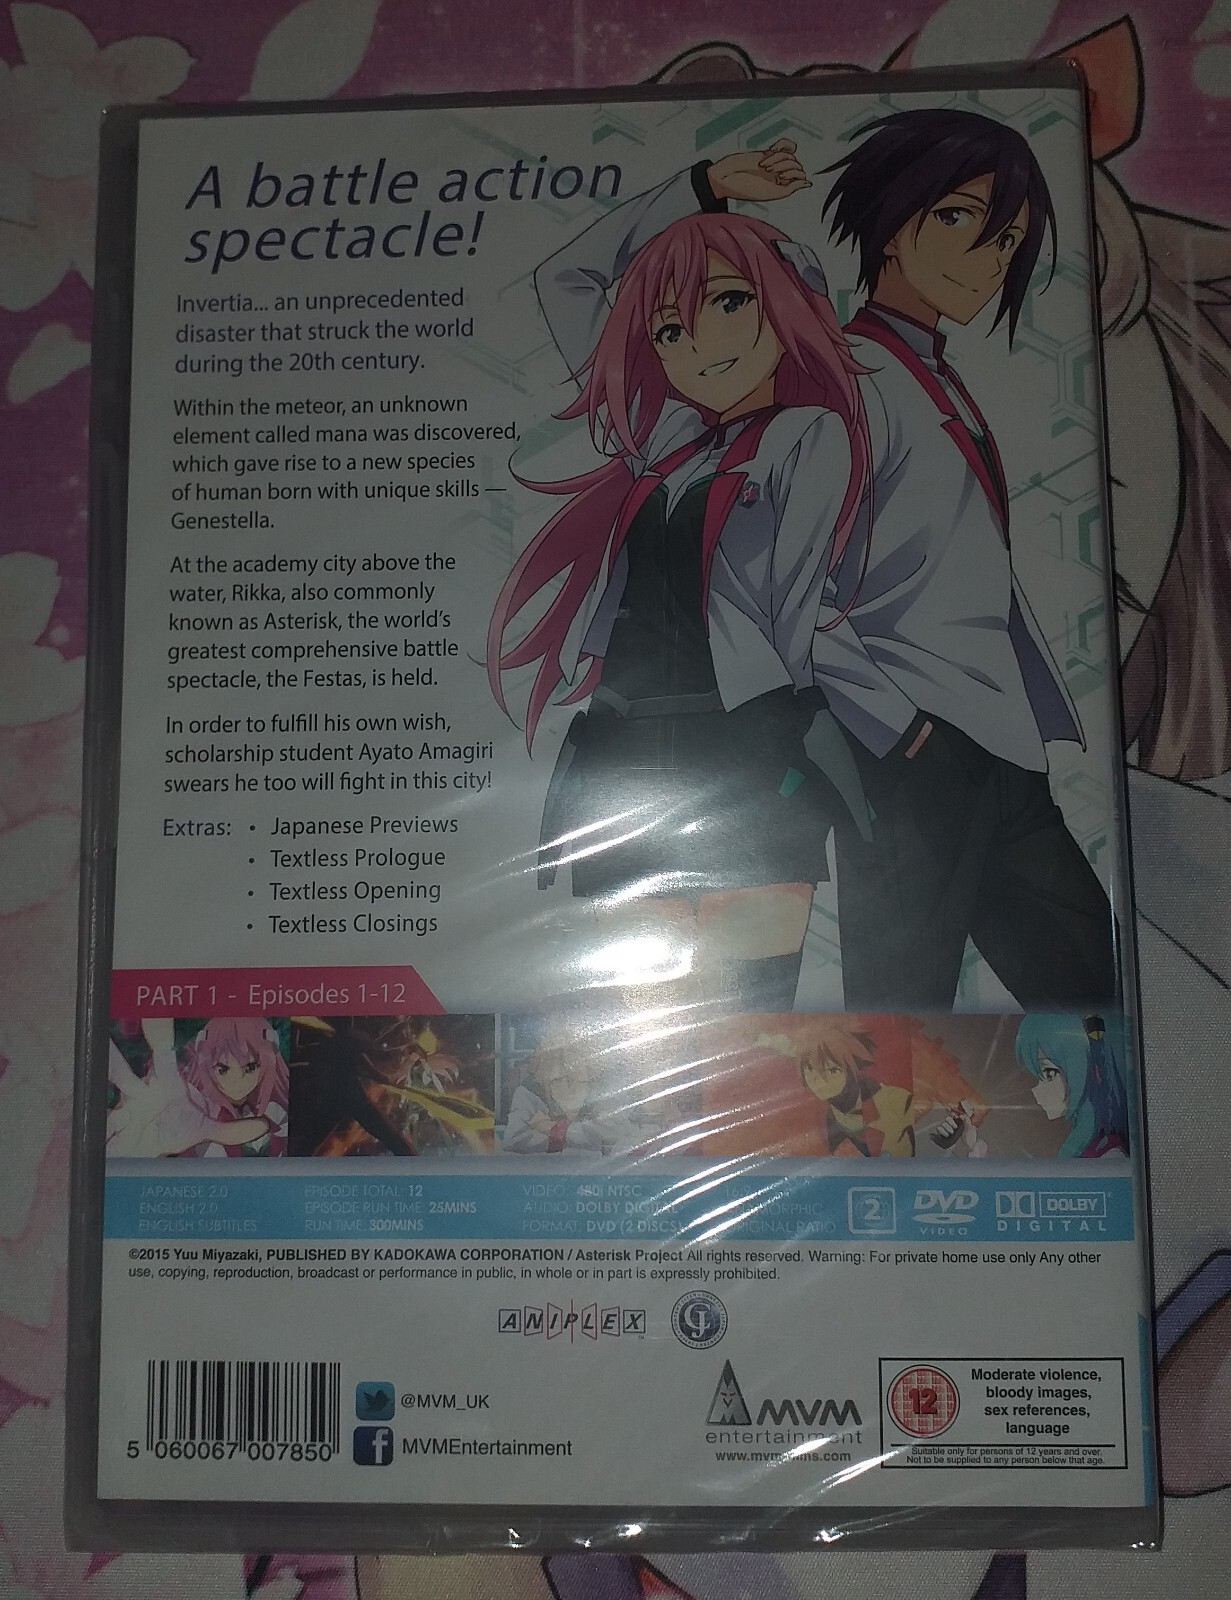 A battle action
spectacle!
Invertia... an unprecedented
disaster that struck the world
during the 20th century.
Within the meteor, an unknown
element called mana was discovered,
which gave rise to a new species
of human born with unique skills —
Genestella.
At the academy city above the
water, Rikka, also commonly
known as Asterisk, the world's
greatest comprehensive battle
spectacle, the Festas, is held.
In order to fulfill his own wish,
scholarship student Ayato Amagiri
swears he too will fight in this city!
Extras: • Japanese Previews
• Textless Prologue
• Textless Opening
• Textless Closings
PART 1 - Episodes 1-12
JAPANESE 2.0
ENGLISH 2.0
ENGLISH SUBTITLES
EPISODE TOTAL: 12
EPISODE RUN TIME: 25MINS
RUN TIME: 300MINS
VIDEO: 480i NTSC
AUDIO: DOLBY DIGITAL
FORMAT: DVD (2 DISCS)
ORIGINAL RATIO
2
DVD
VIDEO
DOLBY
DIGITAL
©2015 Yuu Miyazaki, PUBLISHED BY KADOKAWA CORPORATION / Asterisk Project All rights reserved. Warning: For private home use only Any other
use, copying, reproduction, broadcast or performance in public, in whole or in part is expressly prohibited.
ANIPLEX
5 060067 007850
@MVM_UK
MVMEntertainment
MVM
entertainment
12
Moderate violence,
bloody images,
sex references,
language
Suitable only for persons of 12 years and over.
Not to be supplied to any person below that age.